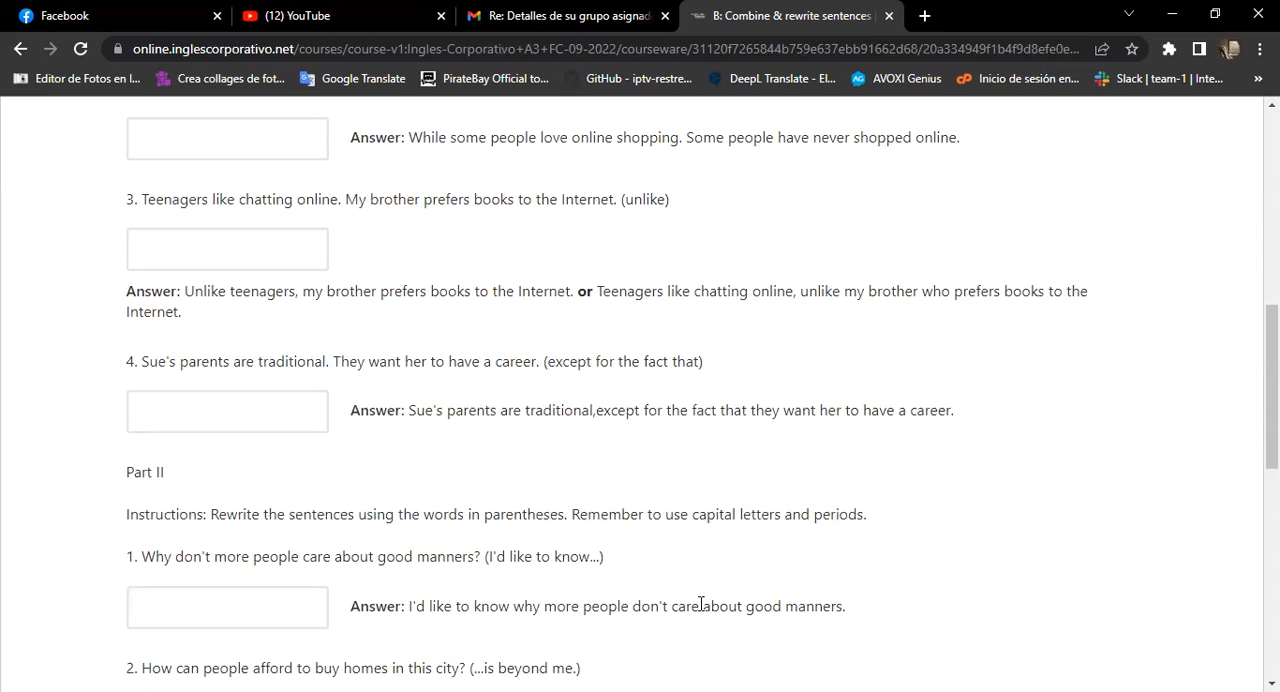 Facebook
(12) YouTube
Re: Detalles de su grupo asignad
B: Combine & rewrite sentences
online.inglescorporativo.net/courses/course-v1:Ingles-Corporativo+A3+FC-09-2022/courseware/31120f7265844b759e637ebb91662d68/20a334949f1b4f9d8efe0e...
Editor de Fotos en l...
Crea collages de fot...
Google Translate
PirateBay Official to...
GitHub - iptv-restre...
DeepL Translate - El...
AVOXI Genius
Inicio de sesión en...
Slack | team-1 | Inte...
»
Answer: While some people love online shopping. Some people have never shopped online.
3. Teenagers like chatting online. My brother prefers books to the Internet. (unlike)
Answer: Unlike teenagers, my brother prefers books to the Internet. or Teenagers like chatting online, unlike my brother who prefers books to the
Internet.
4. Sue's parents are traditional. They want her to have a career. (except for the fact that)
Answer: Sue's parents are traditional,except for the fact that they want her to have a career.
Part II
Instructions: Rewrite the sentences using the words in parentheses. Remember to use capital letters and periods.
1. Why don't more people care about good manners? (I'd like to know...)
Answer: I'd like to know why more people don't care about good manners.
2. How can people afford to buy homes in this city? (...is beyond me.)